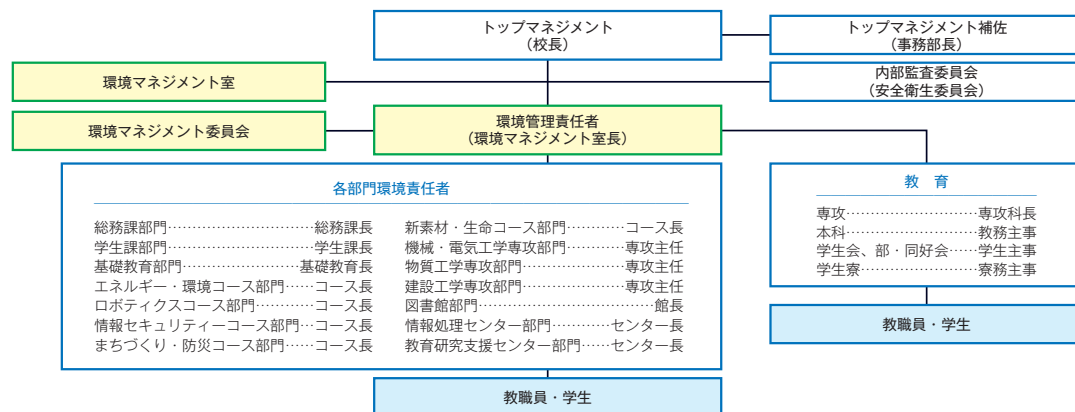 トップマネジメント
（校長）
トップマネジメント補佐
（事務部長）
環境マネジメント室
内部監査委員会
（安全衛生委員会）
環境マネジメント委員会
環境管理責任者
（環境マネジメント室長）
各部門環境責任者
総務課部門……………………総務課長
学生課部門……………………学生課長
基礎教育部門………………基礎教育長
エネルギー・環境コース部門……コース長
ロボティクスコース部門…………コース長
情報セキュリティーコース部門…コース長
まちづくり・防災コース部門……コース長
新素材・生命コース部門…………コース長
機械・電気工学専攻部門…………専攻主任
物質工学専攻部門………………専攻主任
建設工学専攻部門………………専攻主任
図書館部門…………………………館長
情報処理センター部門…………センター長
教育研究支援センター部門……センター長
教職員・学生
教　育
専攻……………………専攻科長
本科……………………教務主事
学生会、部・同好会……学生主事
学生寮…………………寮務主事
教職員・学生